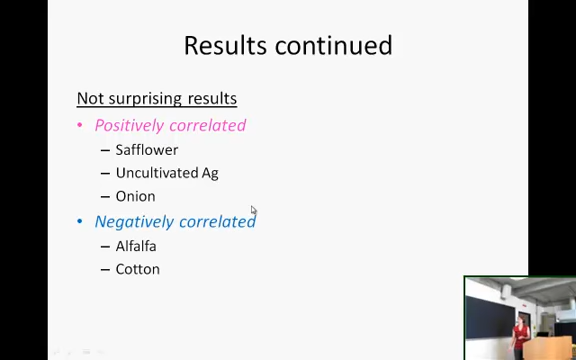 Results continued
Not surprising results
• Positively correlated
– Safflower
– Uncultivated Ag
– Onion
• Negatively correlated
– Alfalfa
– Cotton